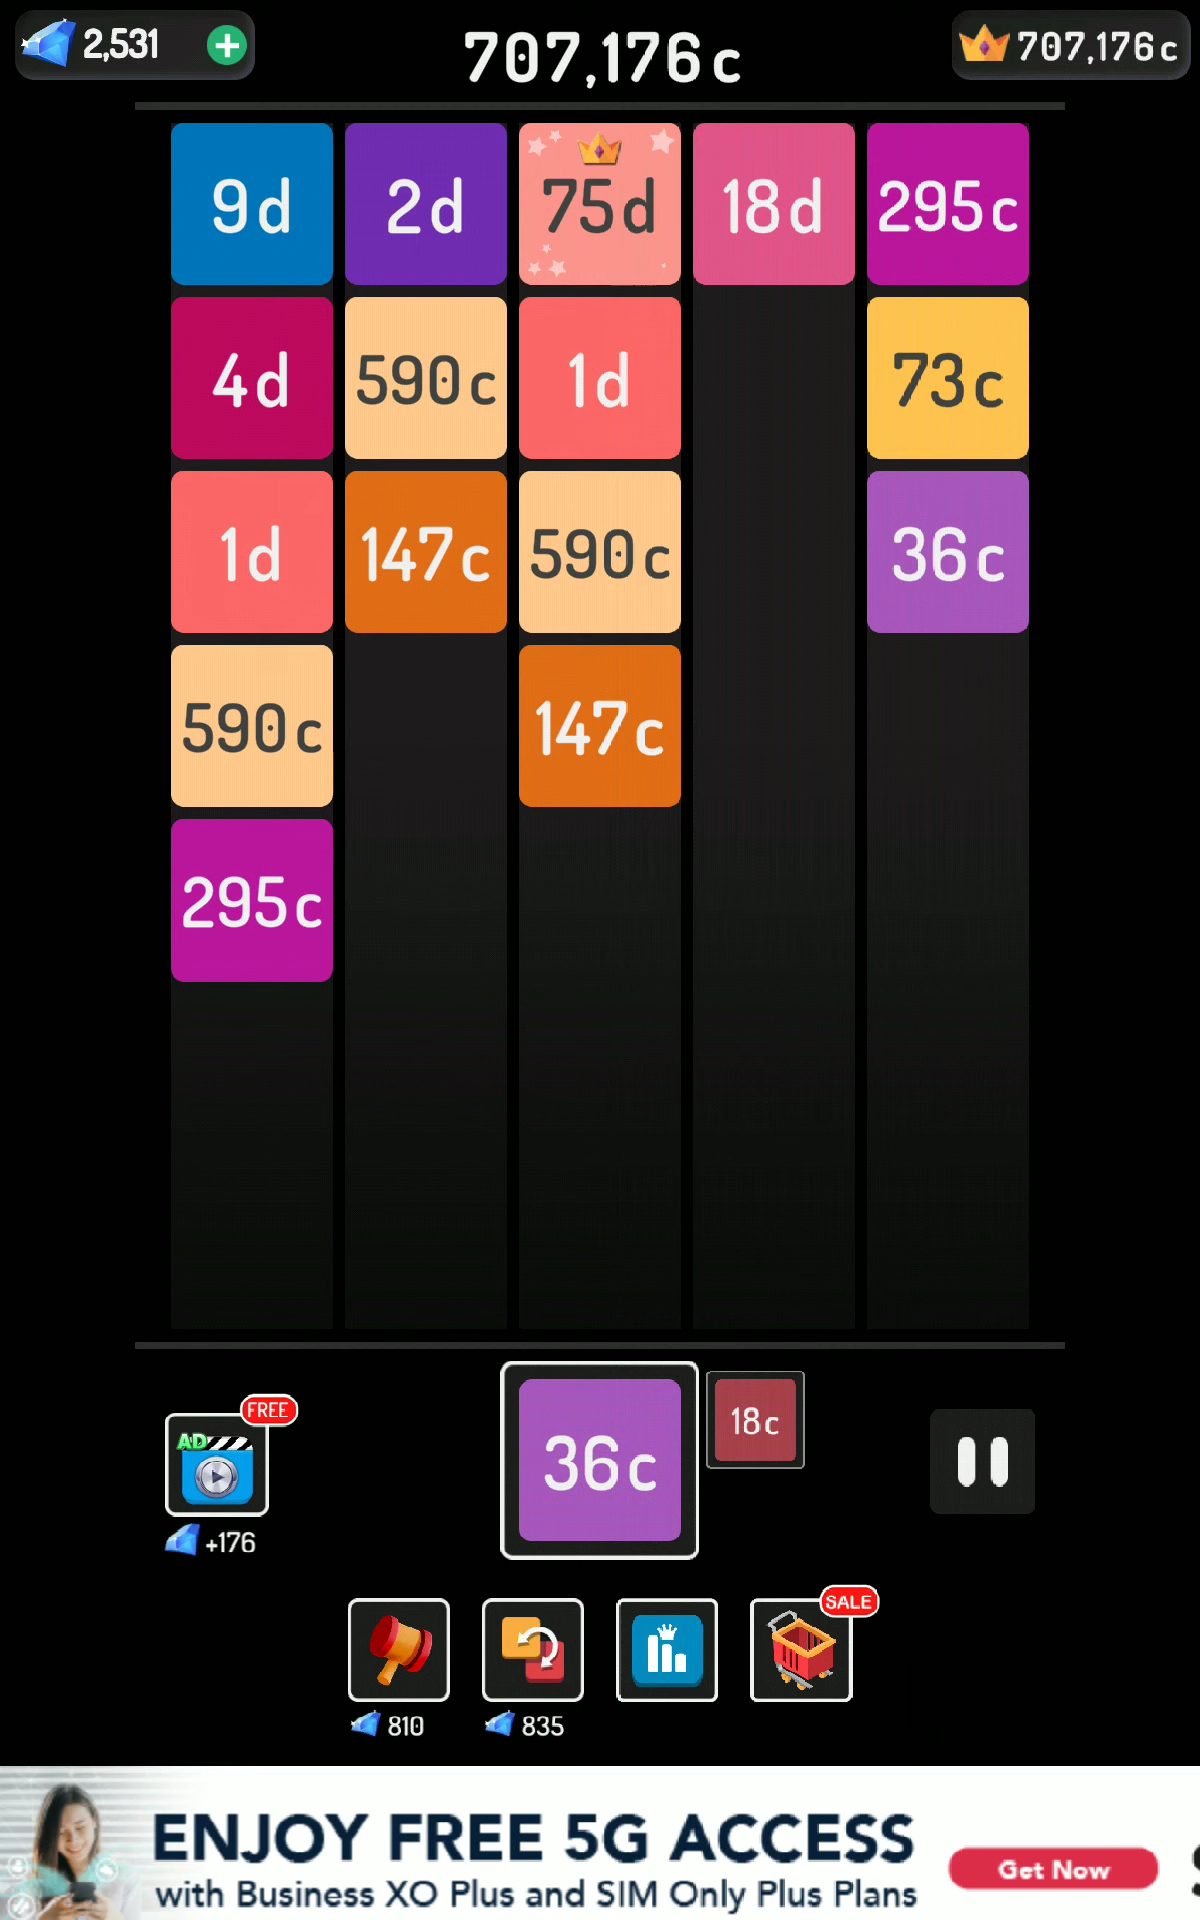 2,531
707,176c
707,176c
9d 2d 75d 18d 295c
4d 590c 1d 73c
1d 147c 590c 36c
590c 147c
295c
36c
18c
FREE
AD
+176
SALE
810
835
ENJOY FREE 5G ACCESS
with Business XO Plus and SIM Only Plus Plans
Get Now